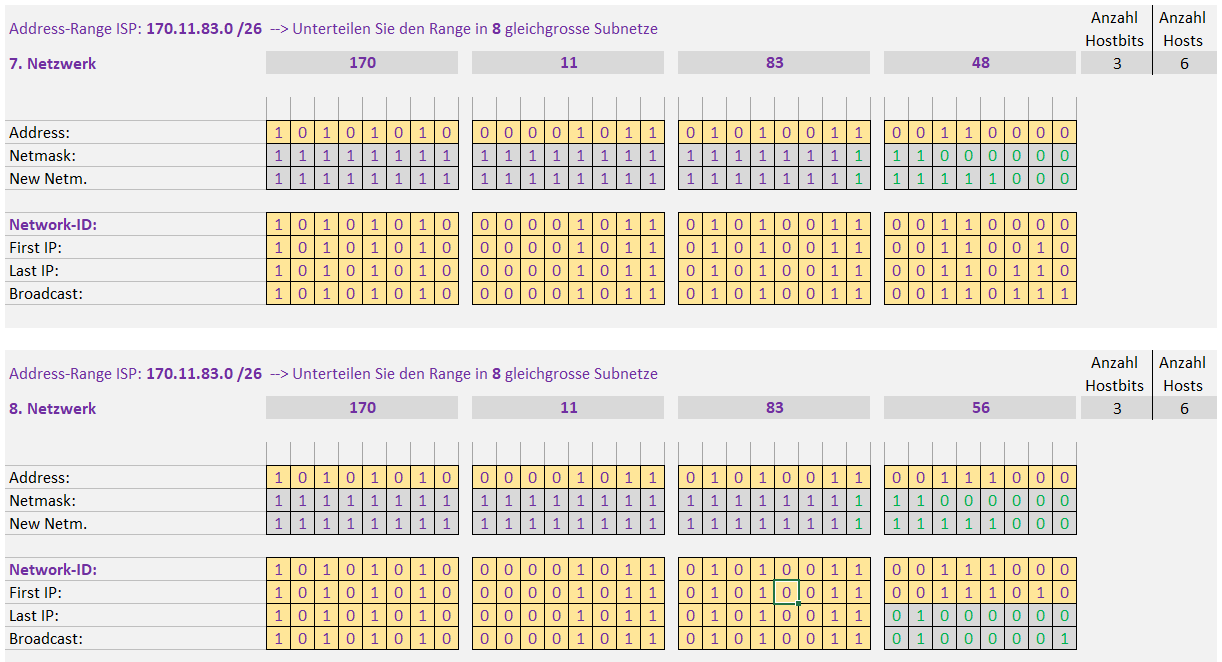 Anzahl Anzahl
Address-Range ISP: 170.11.83.0 /26 --> Unterteilen Sie den Range in 8 gleichgrosse Subnetze
Hostbits Hosts
7. Netzwerk 170 11 83 48 3 6
Address: 1 0 1 0 1 0 1 0 0 0 0 0 1 0 1 1 0 1 0 1 0 0 1 1 0 0 1 1 0 0 0 0
Netmask: 1 1 1 1 1 1 1 1 1 1 1 1 1 1 1 1 1 1 1 1 1 1 1 1 1 1 0 0 0 0 0 0
New Netm. 1 1 1 1 1 1 1 1 1 1 1 1 1 1 1 1 1 1 1 1 1 1 1 1 1 1 1 1 1 0 0 0
Network-ID: 1 0 1 0 1 0 1 0 0 0 0 0 1 0 1 1 0 1 0 1 0 0 1 1 0 0 1 1 0 0 0 0
First IP: 1 0 1 0 1 0 1 0 0 0 0 0 1 0 1 1 0 1 0 1 0 0 1 1 0 0 1 1 0 0 1 0
Last IP: 1 0 1 0 1 0 1 0 0 0 0 0 1 0 1 1 0 1 0 1 0 0 1 1 0 0 1 1 0 1 1 0
Broadcast: 1 0 1 0 1 0 1 0 0 0 0 0 1 0 1 1 0 1 0 1 0 0 1 1 0 0 1 1 0 1 1 1
Anzahl Anzahl
Address-Range ISP: 170.11.83.0 /26 --> Unterteilen Sie den Range in 8 gleichgrosse Subnetze
Hostbits Hosts
8. Netzwerk 170 11 83 56 3 6
Address: 1 0 1 0 1 0 1 0 0 0 0 0 1 0 1 1 0 1 0 1 0 0 1 1 0 0 1 1 1 0 0 0
Netmask: 1 1 1 1 1 1 1 1 1 1 1 1 1 1 1 1 1 1 1 1 1 1 1 1 1 1 0 0 0 0 0 0
New Netm. 1 1 1 1 1 1 1 1 1 1 1 1 1 1 1 1 1 1 1 1 1 1 1 1 1 1 1 1 1 0 0 0
Network-ID: 1 0 1 0 1 0 1 0 0 0 0 0 1 0 1 1 0 1 0 1 0 0 1 1 0 0 1 1 1 0 0 0
First IP: 1 0 1 0 1 0 1 0 0 0 0 0 1 0 1 1 0 1 0 1 0 0 1 1 0 0 1 1 1 0 1 0
Last IP: 1 0 1 0 1 0 1 0 0 0 0 0 1 0 1 1 0 1 0 1 0 0 1 1 0 1 0 0 0 0 0 0
Broadcast: 1 0 1 0 1 0 1 0 0 0 0 0 1 0 1 1 0 1 0 1 0 0 1 1 0 1 0 0 0 0 0 1